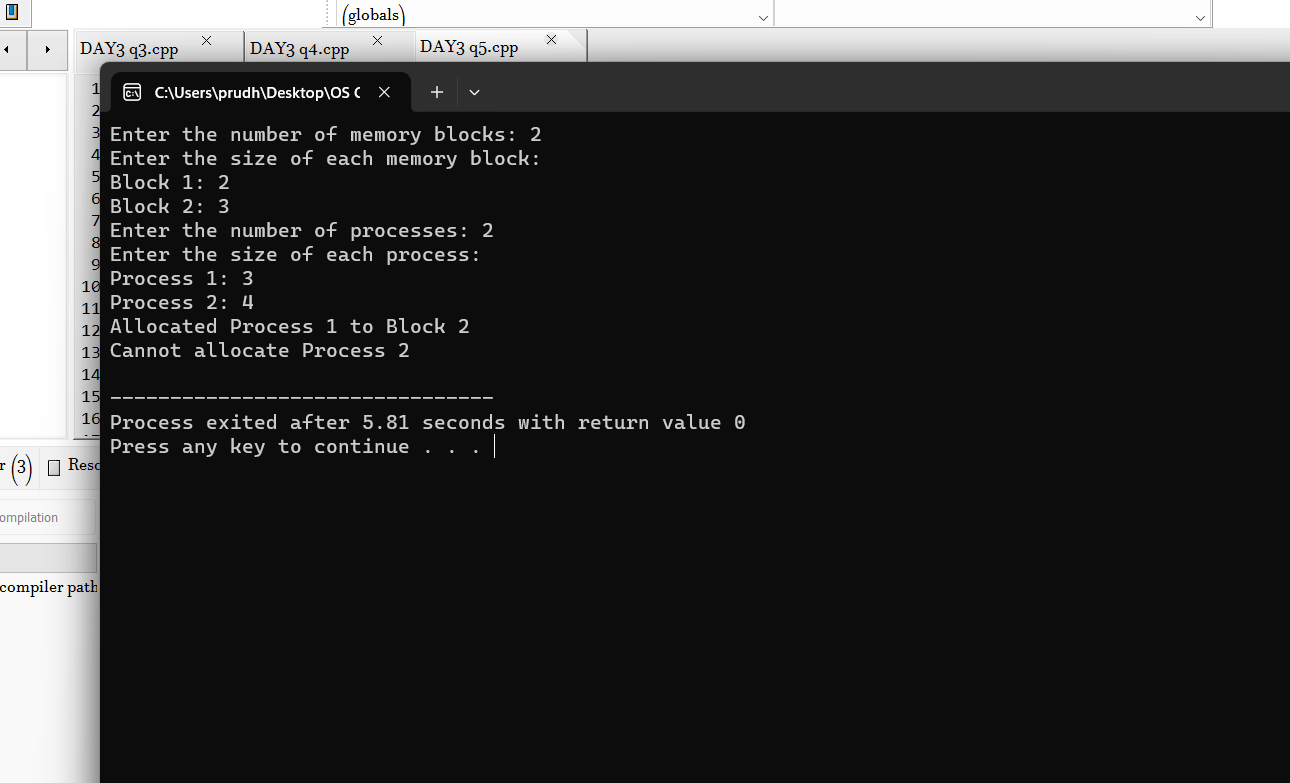 (globals)
DAY3 q3.cpp
DAY3 q4.cpp
DAY3 q5.cpp
C:\Users\prudh\Desktop\OS
1
2
3
4
5
6
7
8
9
10
11
12
13
14
15
16
Enter the number of memory blocks: 2
Enter the size of each memory block:
Block 1: 2
Block 2: 3
Enter the number of processes: 2
Enter the size of each process:
Process 1: 3
Process 2: 4
Allocated Process 1 to Block 2
Cannot allocate Process 2
--------------------------------
Process exited after 5.81 seconds with return value 0
Press any key to continue . . .
r (3)
Reso
ompilation
compiler path